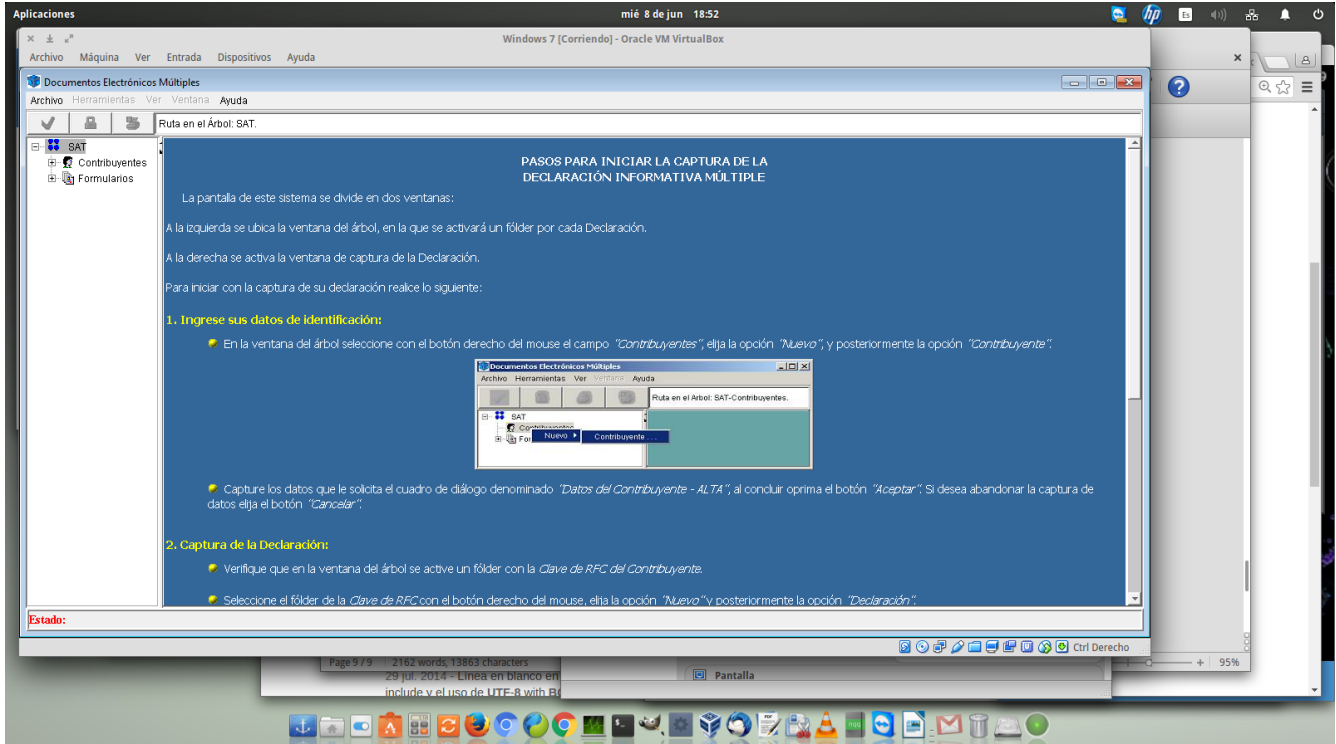 Aplicaciones
mié 8 de jun 18:52
Es
Windows 7 [Corriendo] - Oracle VM VirtualBox
Archivo Máquina Ver Entrada Dispositivos Ayuda
Documentos Electrónicos Múltiples
Archivo Herramientas Ver Ventana Ayuda
Ruta en el Árbol: SAT.
SAT
Contribuyentes
Formularios
PASOS PARA INICIAR LA CAPTURA DE LA
DECLARACIÓN INFORMATIVA MÚLTIPLE
La pantalla de este sistema se divide en dos ventanas:
A la izquierda se ubica la ventana del árbol, en la que se activará un fólder por cada Declaración.
A la derecha se activa la ventana de captura de la Declaración.
Para iniciar con la captura de su declaración realice lo siguiente:
1. Ingrese sus datos de identificación:
En la ventana del árbol seleccione con el botón derecho del mouse el campo "Contribuyentes", elija la opción "Nuevo", y posteriormente la opción "Contribuyente".
Documentos Electrónicos Múltiples
Archivo Herramientas Ver Ventana Ayuda
Ruta en el Arbol: SAT-Contribuyentes.
SAT
Contribuyentes
For
Nuevo
Contribuyente ...
Capture los datos que le solicita el cuadro de diálogo denominado "Datos del Contribuyente - ALTA", al concluir oprima el botón "Aceptar". Si desea abandonar la captura de
datos elija el botón "Cancelar".
2. Captura de la Declaración:
Verifique que en la ventana del árbol se active un fólder con la Clave de RFC del Contribuyente.
Seleccione el fólder de la Clave de RFC con el botón derecho del mouse, elija la opción "Nuevo" y posteriormente la opción "Declaración".
Estado:
Ctrl Derecho
Page 9 / 9 2162 words, 13863 characters
95%
29 jul. 2014 - Línea en blanco en
Pantalla
include y el uso de UTF-8 with